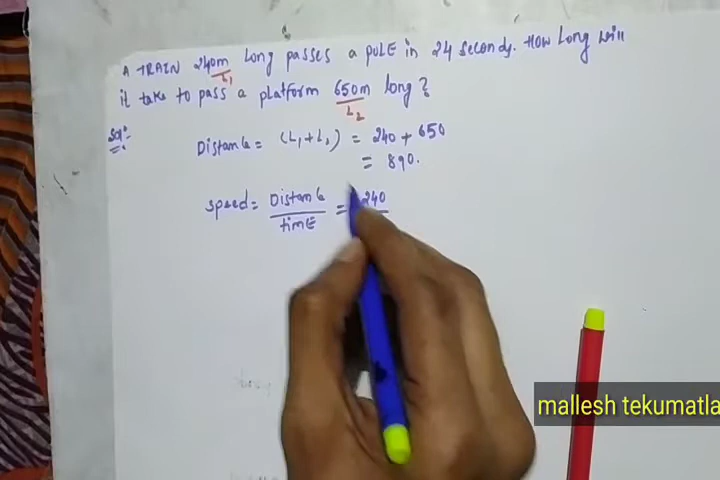 A TRAIN 240m long passes a pole in 24 seconds. How long will
L₁
it take to pass a platform 650m long?
L₂
Sol:-
Distance = (L₁+L₂) = 240 + 650
= 890.
speed = Distance / timE = 240
mallesh tekumatla